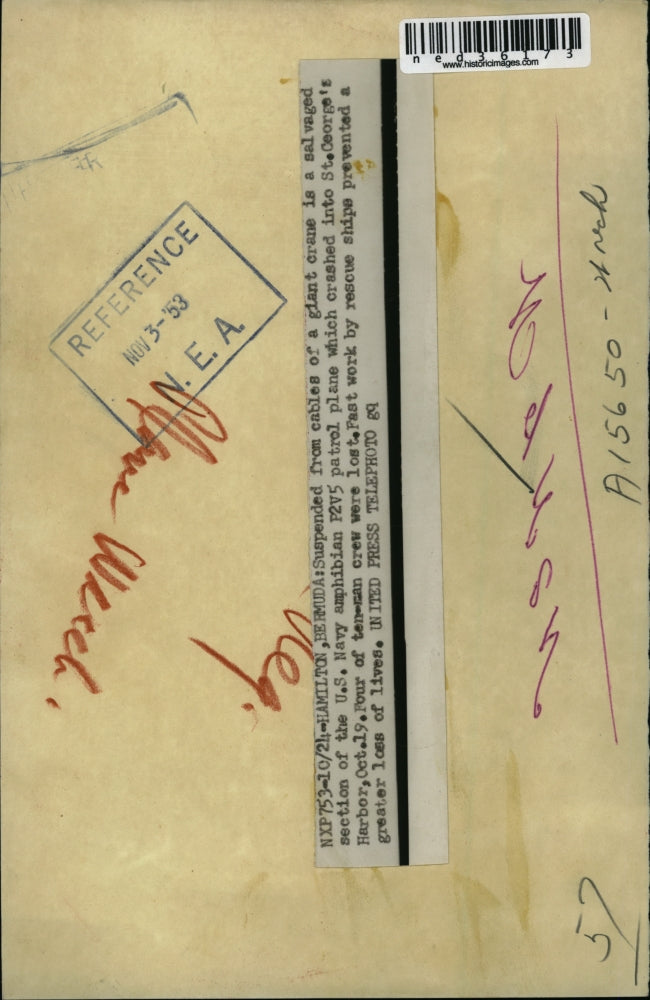 ned36173
www.historicimages.com
REFERENCE
NOV 3-'53
N. E. A.
Wreck.
Neg.
NXP753-10/24-HAMILTON,BERMUDA:Suspended from cables of a giant crane is a salvaged
section of the U.S. Navy amphibian P2V5 patrol plane which crashed into St.George's
Harbor,Oct.19.Four of ten-man crew were lost.Fast work by rescue ships prevented a
greater loss of lives. UNITED PRESS TELEPHOTO gq
A15650-
57